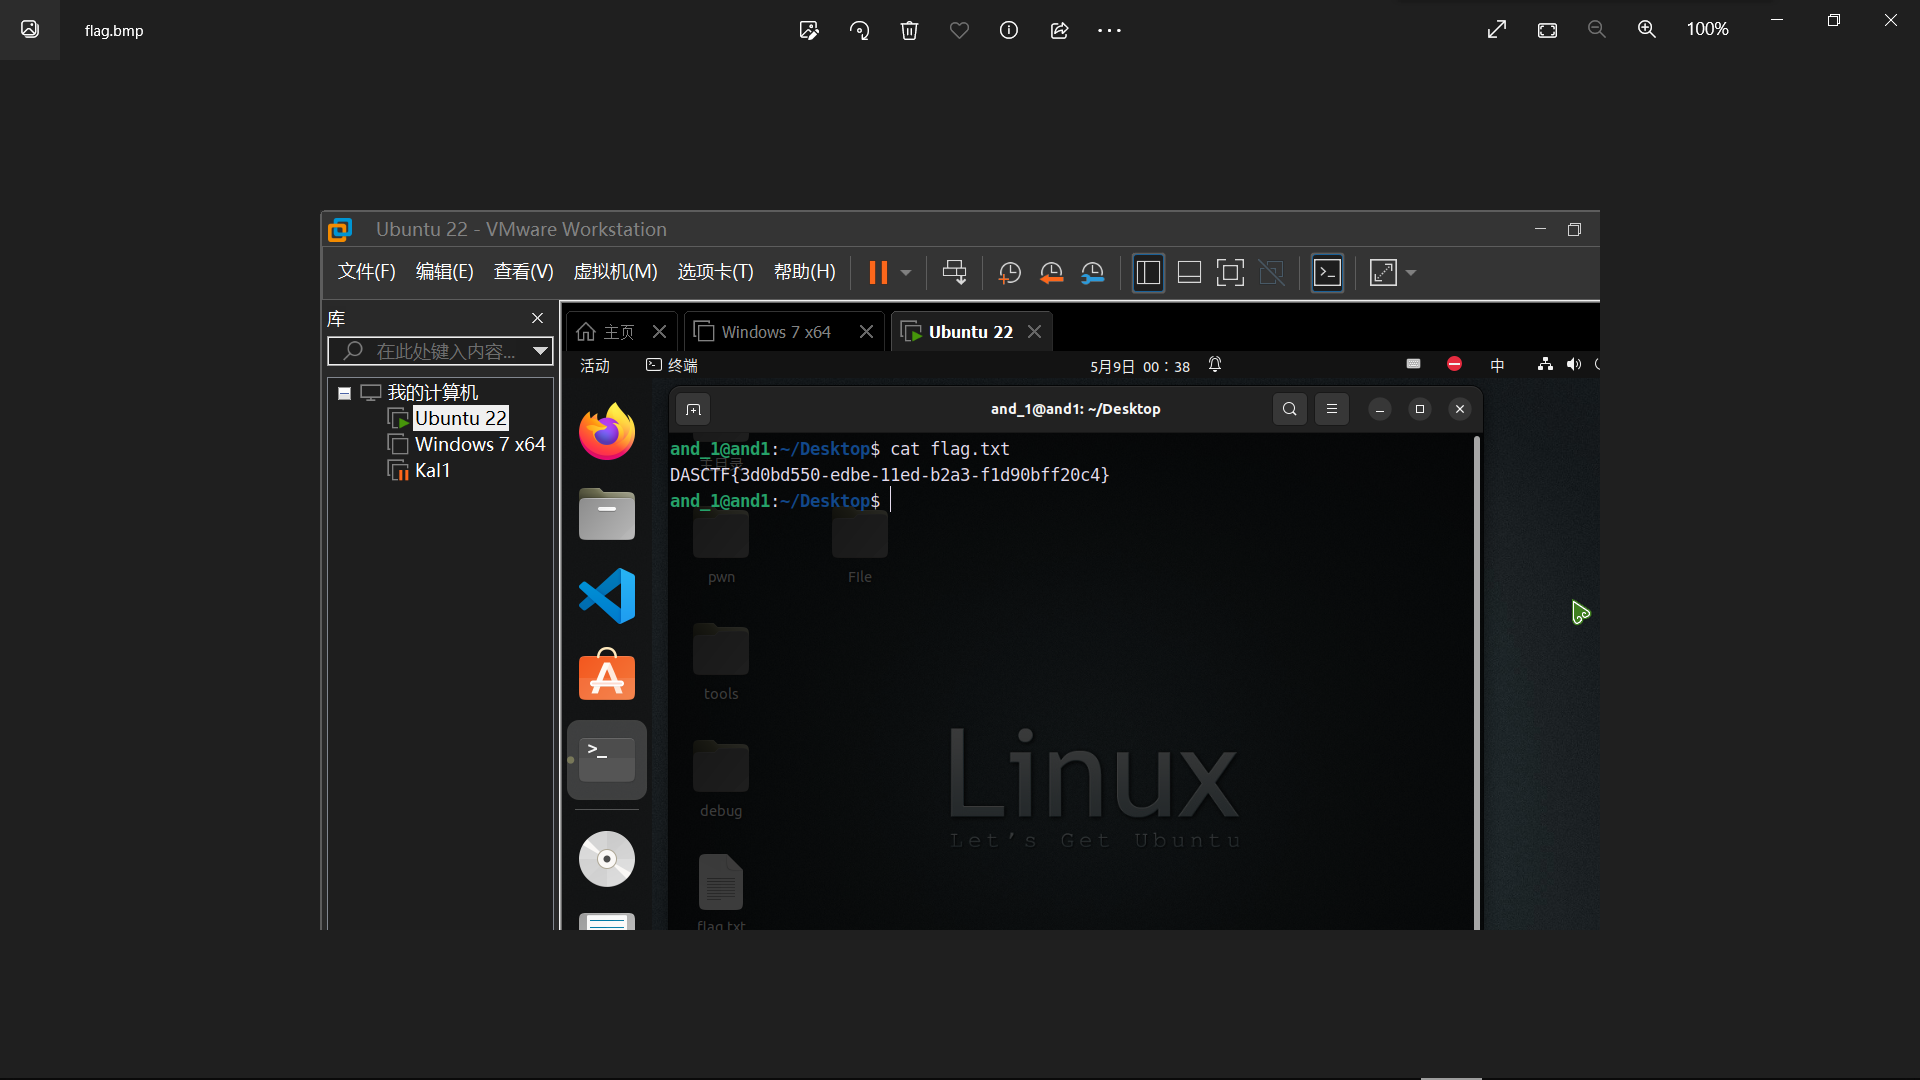 flag.bmp
100%
Ubuntu 22 - VMware Workstation
文件(F) 编辑(E) 查看(V) 虚拟机(M) 选项卡(T) 帮助(H)
库
在此处键入内容...
我的计算机
Ubuntu 22
Windows 7 x64
Kal1
主页 Windows 7 x64 Ubuntu 22
活动 终端 5月9日 00：38 中
and_1@and1: ~/Desktop
and_1@and1:~/Desktop$ cat flag.txt
主目录
DASCTF{3d0bd550-edbe-11ed-b2a3-f1d90bff20c4}
and_1@and1:~/Desktop$
pwn FIle
tools
debug
Linux
Let's Get Ubuntu
flag.txt